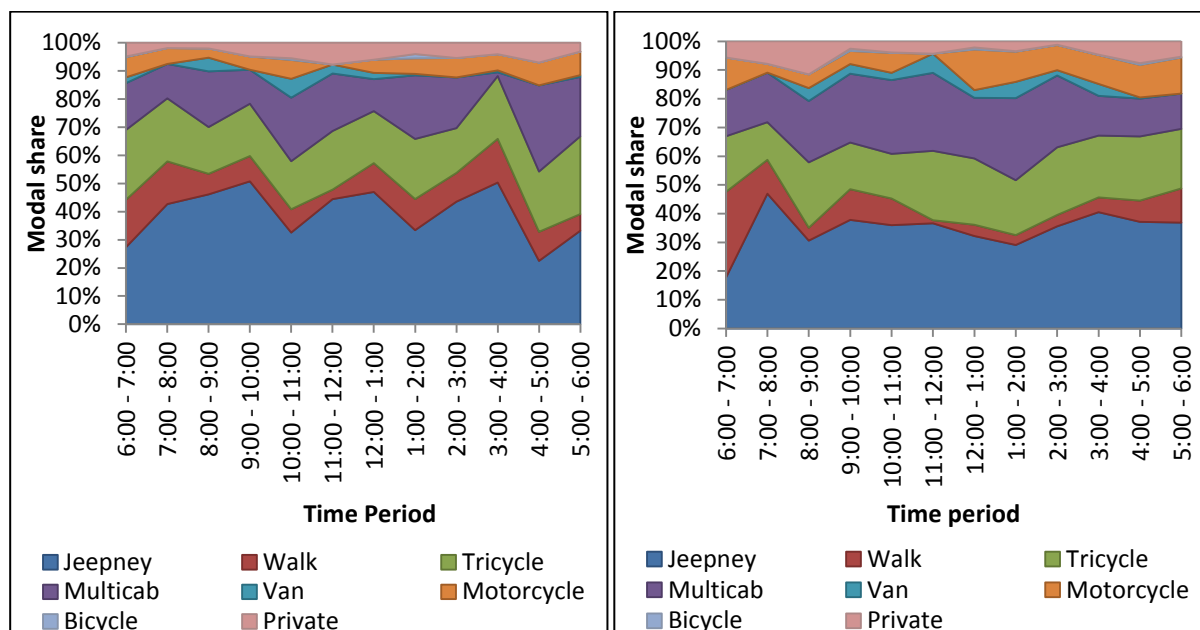 100%
90%
80%
70%
60%
50%
40%
30%
20%
10%
0%
Modal share
6:00 - 7:00
7:00 - 8:00
8:00 - 9:00
9:00 - 10:00
10:00 - 11:00
11:00 - 12:00
12:00 - 1:00
1:00 - 2:00
2:00 - 3:00
3:00 - 4:00
4:00 - 5:00
5:00 - 6:00
Time Period
Jeepney Walk Tricycle
Multicab Van Motorcycle
Bicycle Private
100%
90%
80%
70%
60%
50%
40%
30%
20%
10%
0%
Modal share
6:00 - 7:00
7:00 - 8:00
8:00 - 9:00
9:00 - 10:00
10:00 - 11:00
11:00 - 12:00
12:00 - 1:00
1:00 - 2:00
2:00 - 3:00
3:00 - 4:00
4:00 - 5:00
5:00 - 6:00
Time period
Jeepney Walk Tricycle
Multicab Van Motorcycle
Bicycle Private